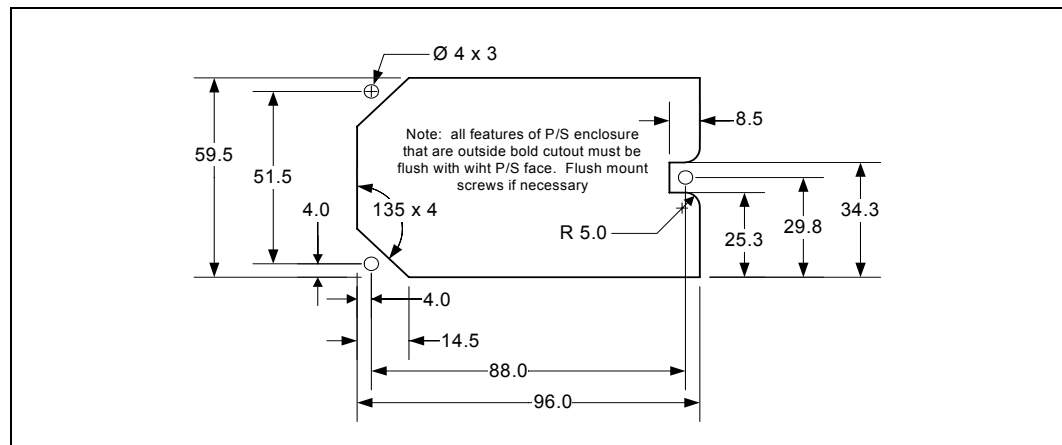 Ø 4 x 3
8.5
Note: all features of P/S enclosure
that are outside bold cutout must be
flush with wiht P/S face. Flush mount
screws if necessary
59.5
51.5
4.0
135 x 4
R 5.0
25.3
29.8
34.3
4.0
14.5
88.0
96.0